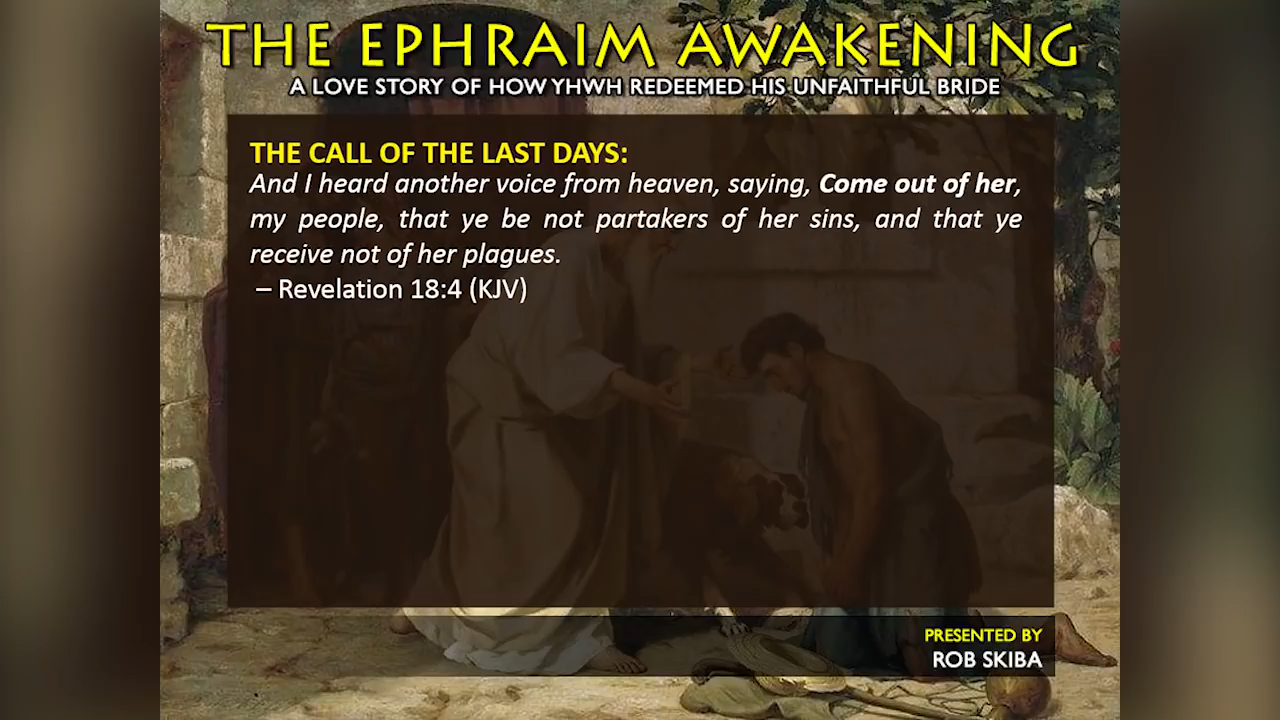 THE EPHRAIM AWAKENING
A LOVE STORY OF HOW YHWH REDEEMED HIS UNFAITHFUL BRIDE
THE CALL OF THE LAST DAYS:
And I heard another voice from heaven, saying, Come out of her,
my people, that ye be not partakers of her sins, and that ye
receive not of her plagues.
– Revelation 18:4 (KJV)
PRESENTED BY
ROB SKIBA